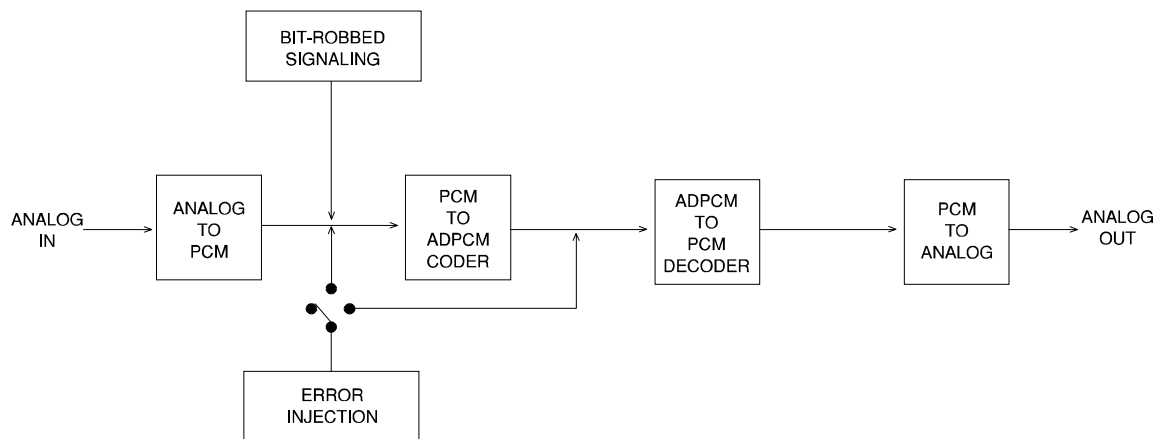 BIT-ROBBED
SIGNALING
ANALOG
IN
ANALOG
TO
PCM
PCM
TO
ADPCM
CODER
ADPCM
TO
PCM
DECODER
PCM
TO
ANALOG
ANALOG
OUT
ERROR
INJECTION